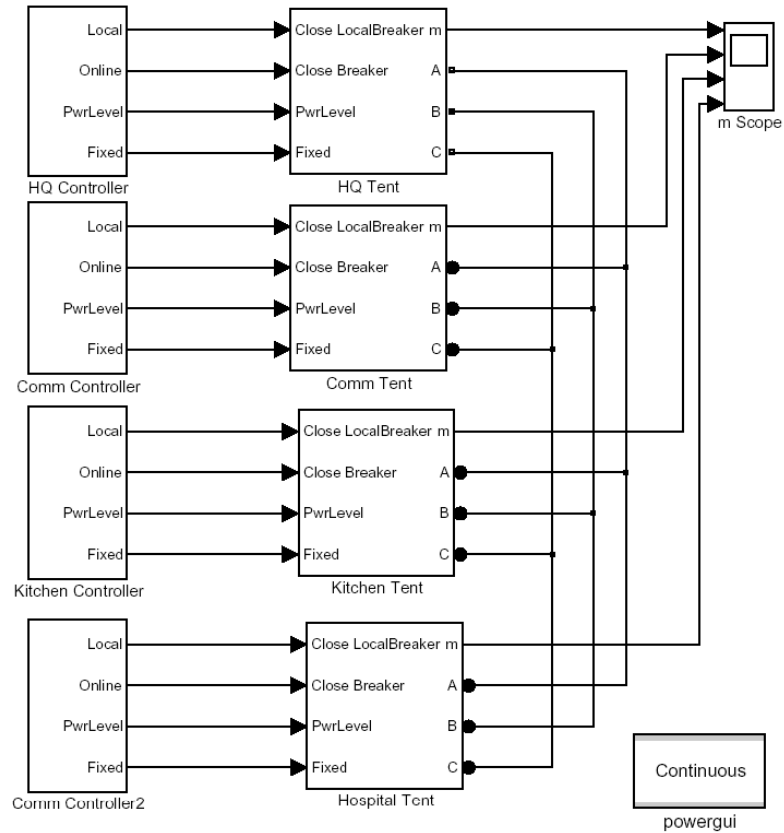 Local Close LocalBreaker m
Online Close Breaker A
PwrLevel PwrLevel B
Fixed Fixed C
HQ Controller HQ Tent
m Scope
Local Close LocalBreaker m
Online Close Breaker A
PwrLevel PwrLevel B
Fixed Fixed C
Comm Controller Comm Tent
Local Close LocalBreaker m
Online Close Breaker A
PwrLevel PwrLevel B
Fixed Fixed C
Kitchen Controller Kitchen Tent
Local Close LocalBreaker m
Online Close Breaker A
PwrLevel PwrLevel B
Fixed Fixed C
Comm Controller2 Hospital Tent
Continuous
powergui